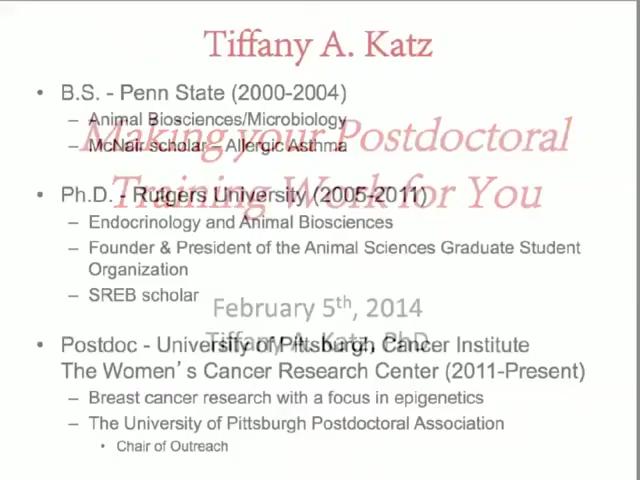 Tiffany A. Katz
• B.S. - Penn State (2000-2004)
– Animal Biosciences/Microbiology
– McNair scholar – Allergic Asthma
Making your Postdoctoral
Training Work for You
• Ph.D. - Rutgers University (2005-2011)
– Endocrinology and Animal Biosciences
– Founder & President of the Animal Sciences Graduate Student
Organization
– SREB scholar
February 5th, 2014
Tiffany A. Katz, PhD
• Postdoc - University of Pittsburgh Cancer Institute
The Women's Cancer Research Center (2011-Present)
– Breast cancer research with a focus in epigenetics
– The University of Pittsburgh Postdoctoral Association
• Chair of Outreach